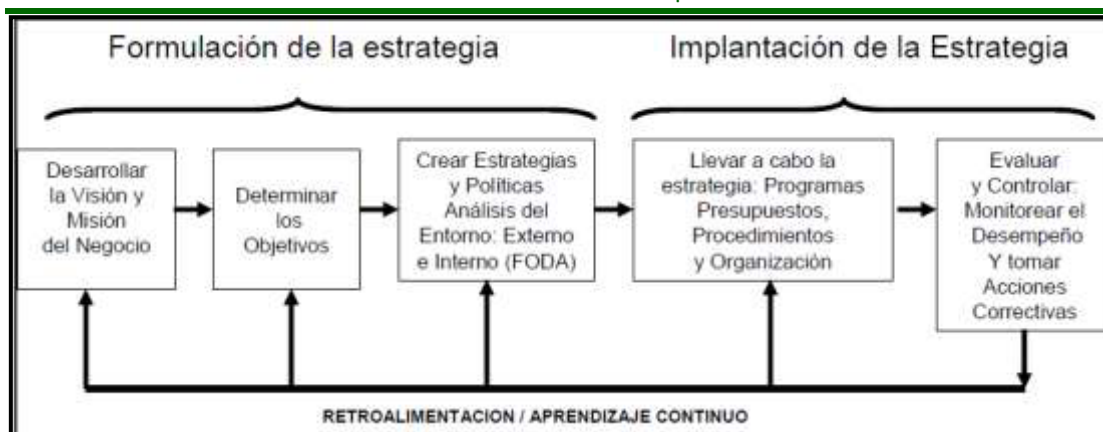 Formulación de la estrategia
Implantación de la Estrategia
Desarrollar
la Visión y
Misión
del Negocio
Determinar
los
Objetivos
Crear Estrategias
y Políticas
Análisis del
Entorno: Externo
e Interno (FODA)
Llevar a cabo la
estrategia: Programas
Presupuestos,
Procedimientos
y Organización
Evaluar
y Controlar:
Monitorear el
Desempeño
Y tomar
Acciones
Correctivas
RETROALIMENTACION / APRENDIZAJE CONTINUO